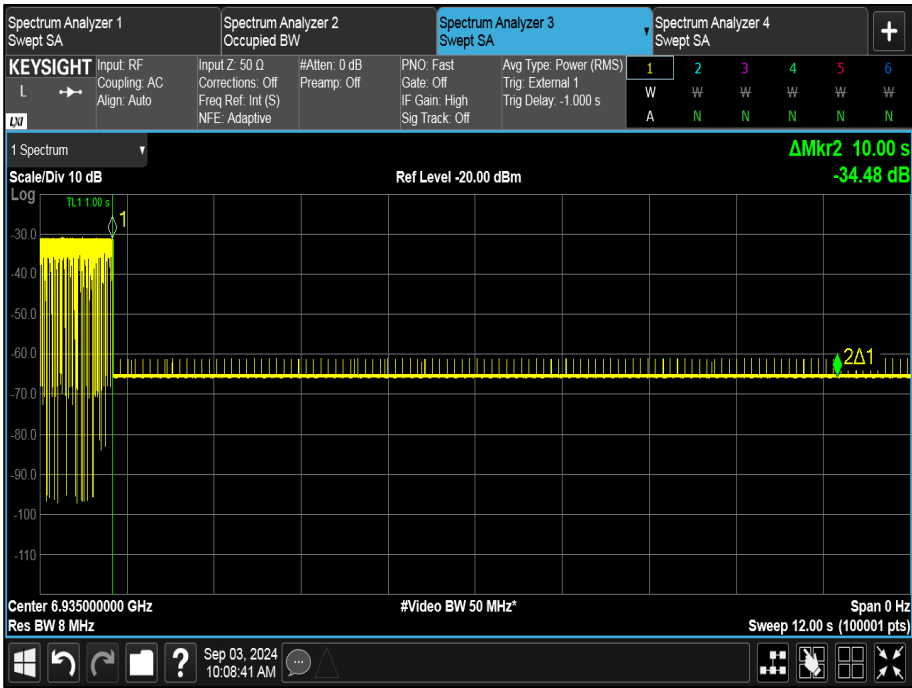 Spectrum Analyzer 1
Swept SA
Spectrum Analyzer 2
Occupied BW
Spectrum Analyzer 3
Swept SA
Spectrum Analyzer 4
Swept SA
+
KEYSIGHT
L
LXI
Input: RF
Coupling: AC
Align: Auto
Input Z: 50 Ω
Corrections: Off
Freq Ref: Int (S)
NFE: Adaptive
#Atten: 0 dB
Preamp: Off
PNO: Fast
Gate: Off
IF Gain: High
Sig Track: Off
Avg Type: Power (RMS)
Trig: External 1
Trig Delay: -1.000 s
1 2 3 4 5 6
W W W W W W
A N N N N N
1 Spectrum
ΔMkr2 10.00 s
-34.48 dB
Scale/Div 10 dB
Ref Level -20.00 dBm
Log
TL1 1.00 s
1
-30.0
-40.0
-50.0
-60.0
2Δ1
-70.0
-80.0
-90.0
-100
-110
Center 6.935000000 GHz
#Video BW 50 MHz*
Span 0 Hz
Res BW 8 MHz
Sweep 12.00 s (100001 pts)
?
Sep 03, 2024
10:08:41 AM